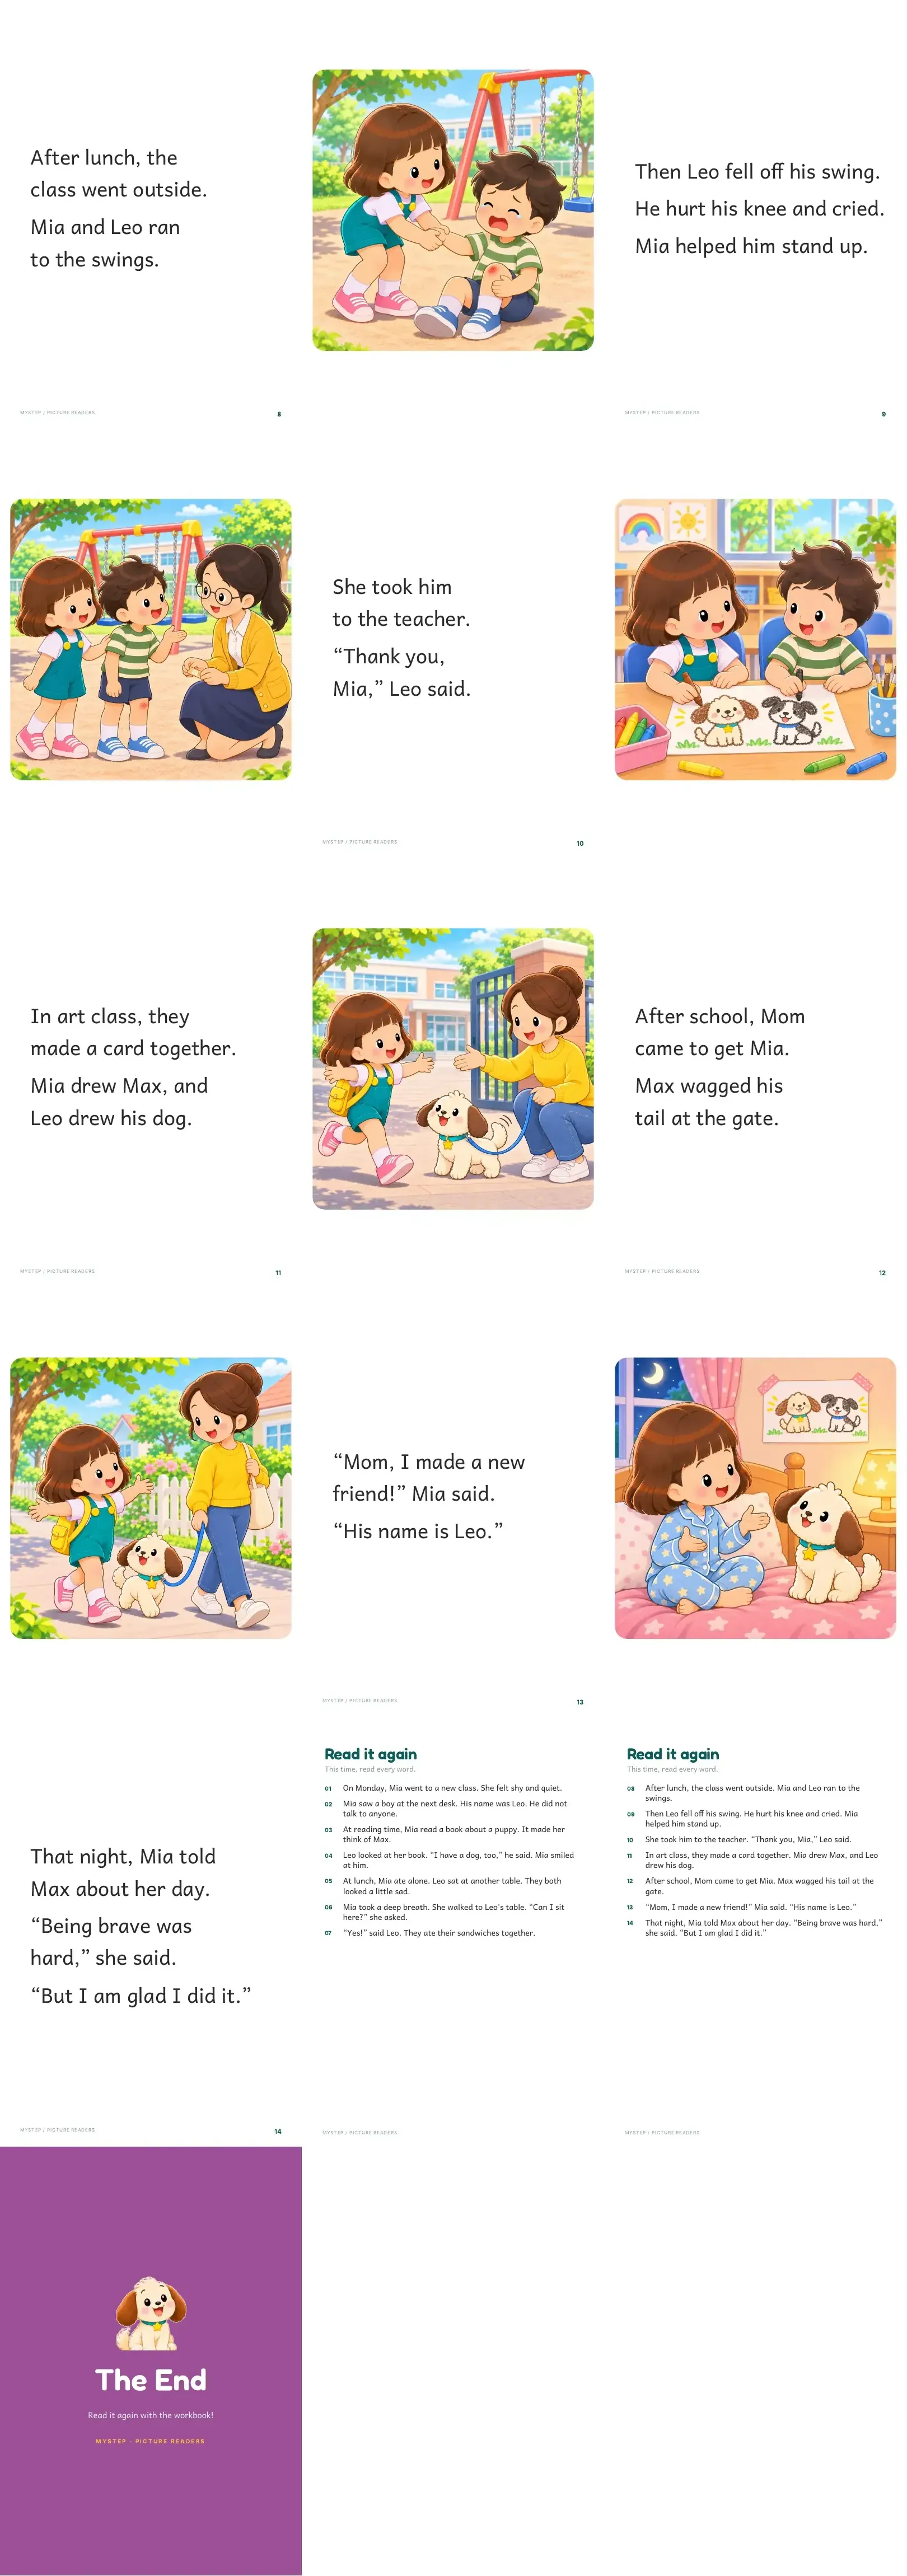 After lunch, the
class went outside.
Mia and Leo ran
to the swings.
MYSTEP / PICTURE READERS
8
Then Leo fell off his swing.
He hurt his knee and cried.
Mia helped him stand up.
MYSTEP / PICTURE READERS
9
She took him
to the teacher.
“Thank you,
Mia,” Leo said.
MYSTEP / PICTURE READERS
10
In art class, they
made a card together.
Mia drew Max, and
Leo drew his dog.
MYSTEP / PICTURE READERS
11
After school, Mom
came to get Mia.
Max wagged his
tail at the gate.
MYSTEP / PICTURE READERS
12
“Mom, I made a new
friend!” Mia said.
“His name is Leo.”
MYSTEP / PICTURE READERS
13
That night, Mia told
Max about her day.
“Being brave was
hard,” she said.
“But I am glad I did it.”
MYSTEP / PICTURE READERS
14
Read it again
This time, read every word.
01 On Monday, Mia went to a new class. She felt shy and quiet.
02 Mia saw a boy at the next desk. His name was Leo. He did not
talk to anyone.
03 At reading time, Mia read a book about a puppy. It made her
think of Max.
04 Leo looked at her book. “I have a dog, too,” he said. Mia smiled
at him.
05 At lunch, Mia ate alone. Leo sat at another table. They both
looked a little sad.
06 Mia took a deep breath. She walked to Leo’s table. “Can I sit
here?” she asked.
07 “Yes!” said Leo. They ate their sandwiches together.
MYSTEP / PICTURE READERS
Read it again
This time, read every word.
08 After lunch, the class went outside. Mia and Leo ran to the
swings.
09 Then Leo fell off his swing. He hurt his knee and cried. Mia
helped him stand up.
10 She took him to the teacher. “Thank you, Mia,” Leo said.
11 In art class, they made a card together. Mia drew Max, and Leo
drew his dog.
12 After school, Mom came to get Mia. Max wagged his tail at the
gate.
13 “Mom, I made a new friend!” Mia said. “His name is Leo.”
14 That night, Mia told Max about her day. “Being brave was hard,”
she said. “But I am glad I did it.”
MYSTEP / PICTURE READERS
The End
Read it again with the workbook!
MYSTEP · PICTURE READERS